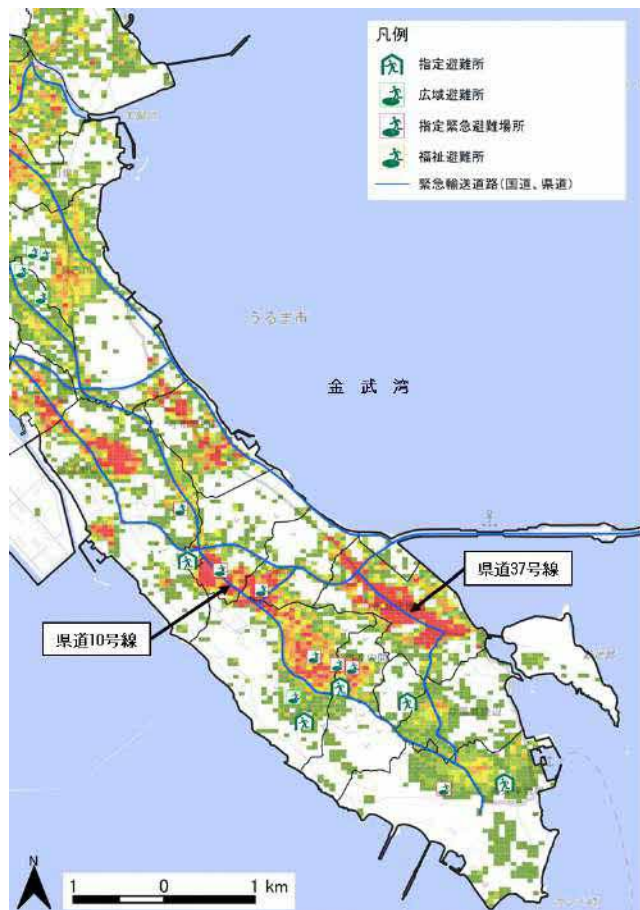 凡例
指定避難所
広域避難所
指定緊急避難場所
福祉避難所
緊急輸送道路(国道、県道)
うるま市
金武湾
県道37号線
県道10号線
N
1 0 1 km